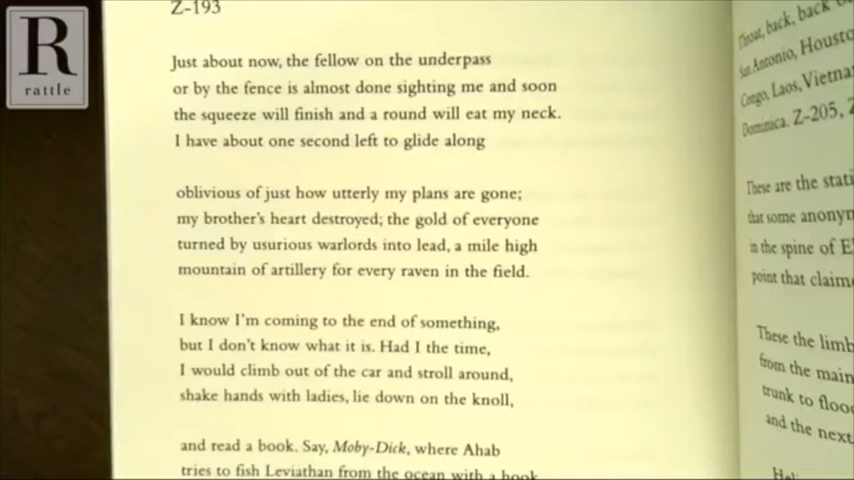 R
rattle
Z-193
Just about now, the fellow on the underpass
or by the fence is almost done sighting me and soon
the squeeze will finish and a round will eat my neck.
I have about one second left to glide along
oblivious of just how utterly my plans are gone;
my brother's heart destroyed; the gold of everyone
turned by usurious warlords into lead, a mile high
mountain of artillery for every raven in the field.
I know I'm coming to the end of something,
but I don't know what it is. Had I the time,
I would climb out of the car and stroll around,
shake hands with ladies, lie down on the knoll,
and read a book. Say, Moby-Dick, where Ahab
tries to fish Leviathan from the ocean with a hook
Throat, back, back
San Antonio, Housto
Congo, Laos, Vietna
Dominica. Z-205,
These are the stati
that some anonym
in the spine of E
point that claim
These the limb
from the main
trunk to floo
and the next